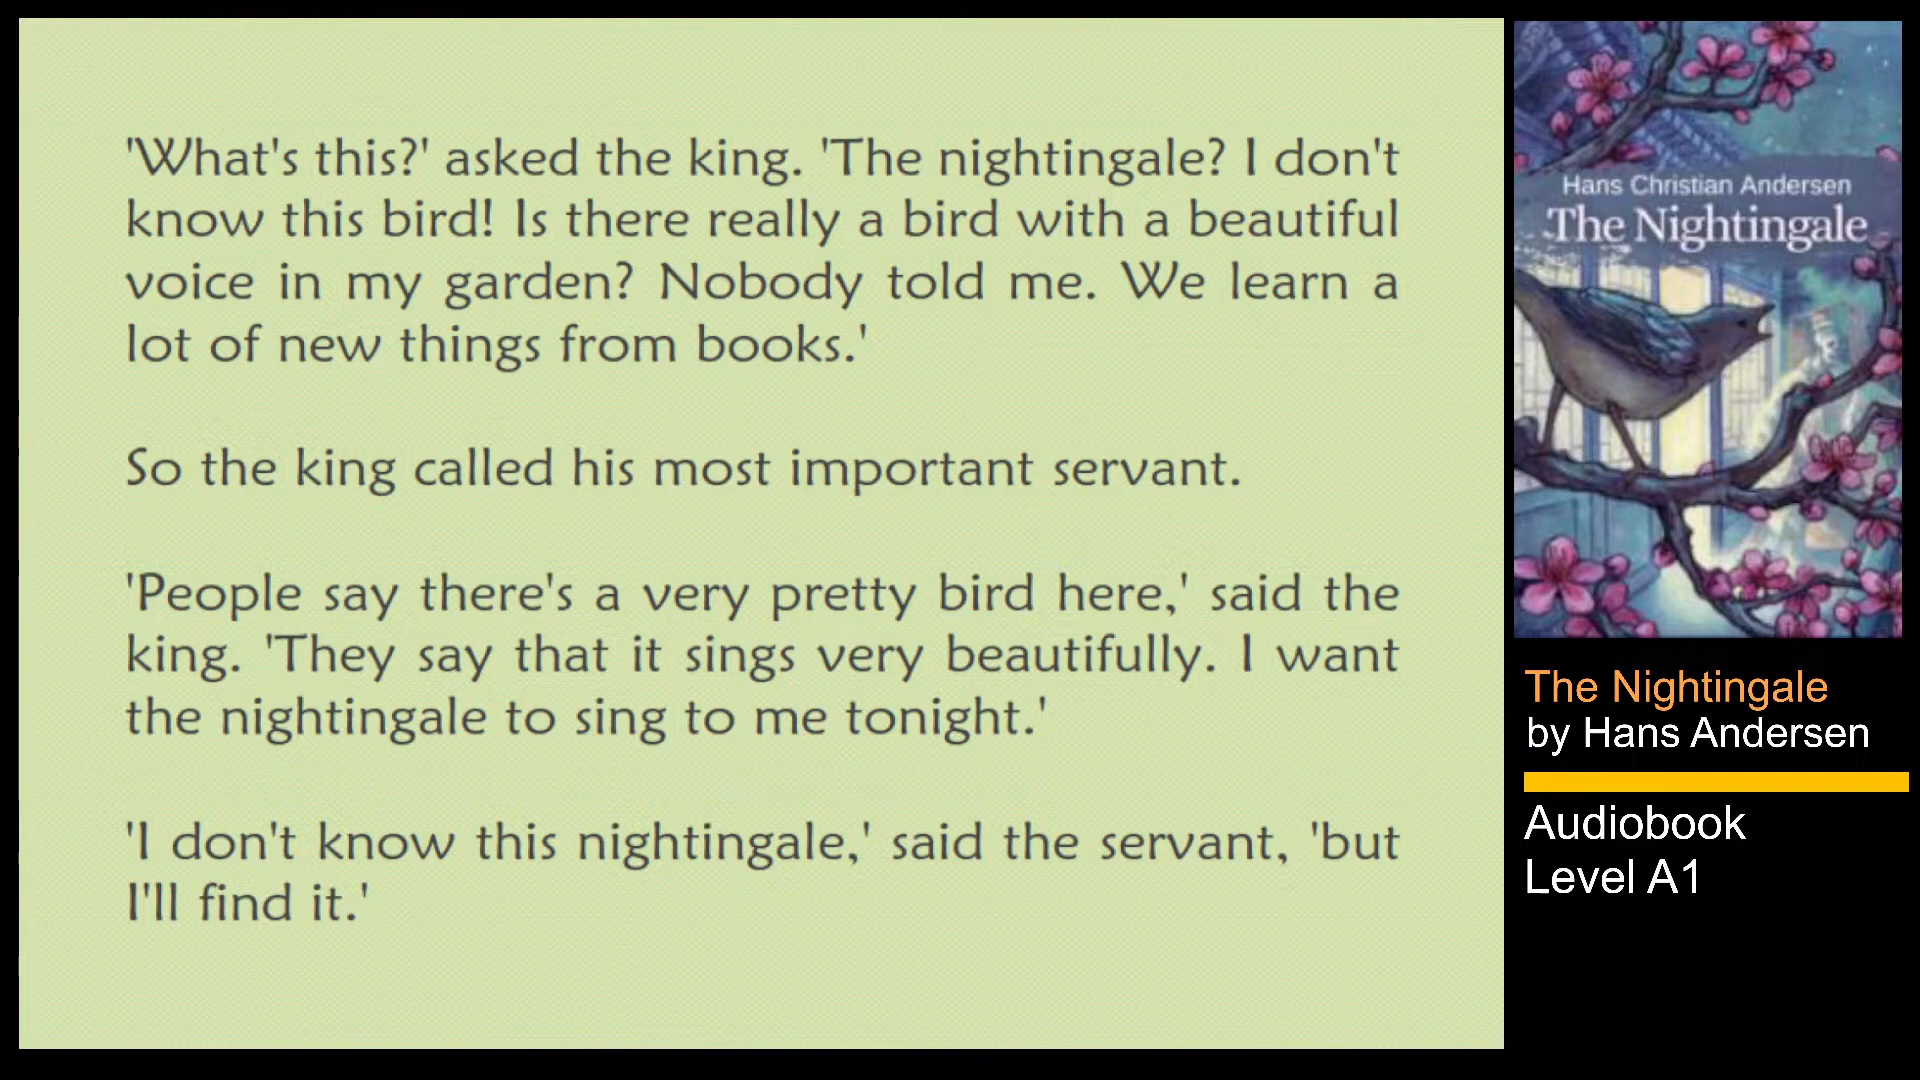 'What's this?' asked the king. 'The nightingale? I don't
know this bird! Is there really a bird with a beautiful
voice in my garden? Nobody told me. We learn a
lot of new things from books.'
So the king called his most important servant.
'People say there's a very pretty bird here,' said the
king. 'They say that it sings very beautifully. I want
the nightingale to sing to me tonight.'
'I don't know this nightingale,' said the servant, 'but
I'll find it.'
Hans Christian Andersen
The Nightingale
The Nightingale
by Hans Andersen
Audiobook
Level A1